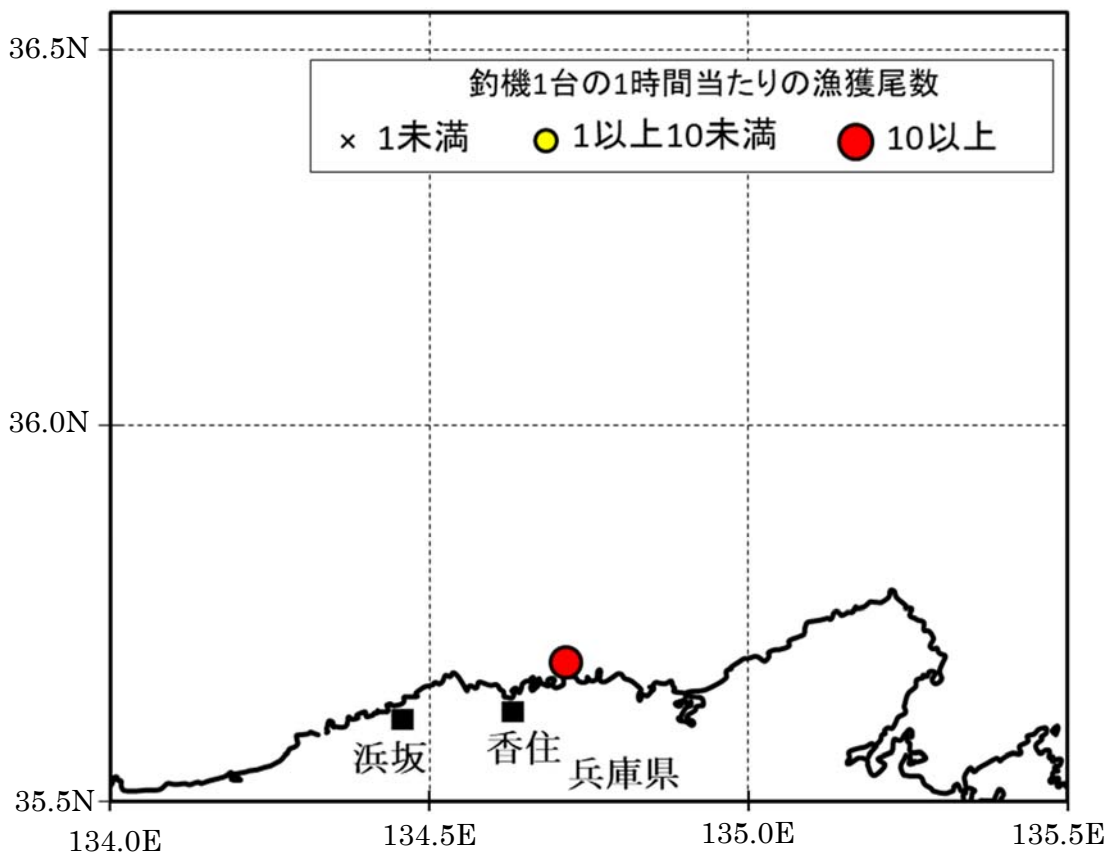 36.5N
釣機1台の1時間当たりの漁獲尾数
× 1未満 1以上10未満 10以上
36.0N
浜坂
香住
兵庫県
35.5N
134.0E 134.5E 135.0E 135.5E